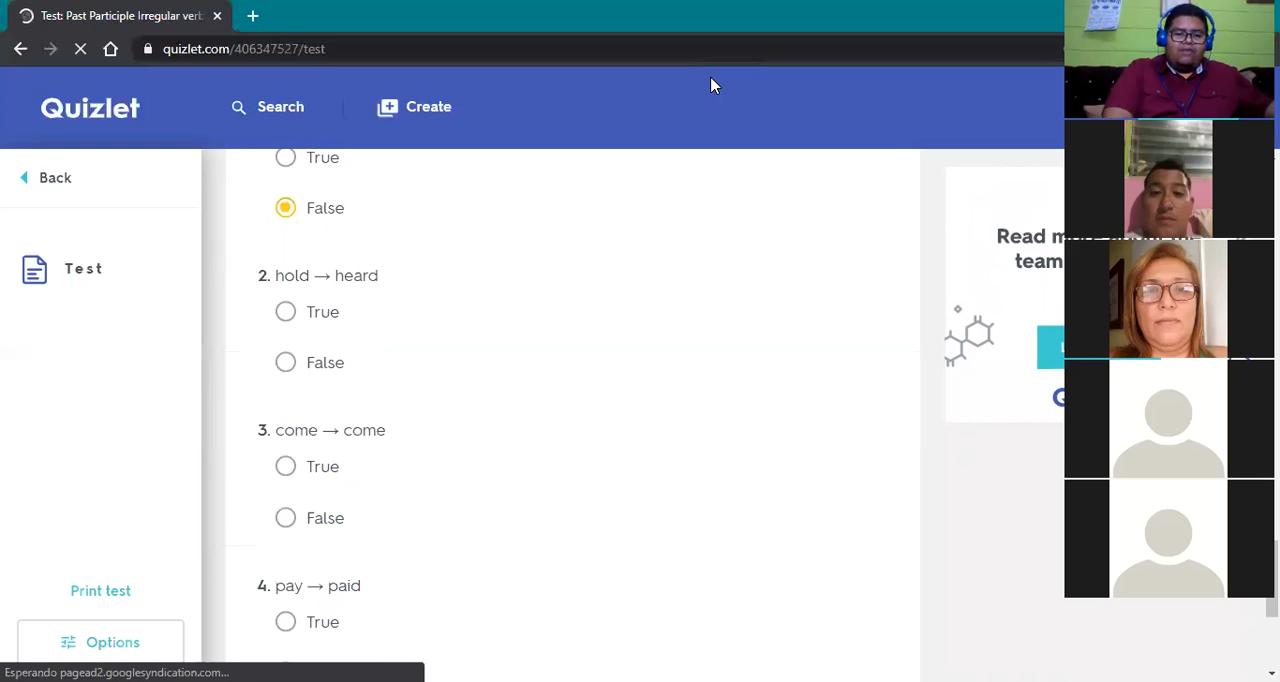 Test: Past Participle Irregular verb
quizlet.com/406347527/test
Quizlet
Search
Create
Back
Test
Print test
Options
True
False
2. hold → heard
True
False
3. come → come
True
False
4. pay → paid
True
Read
team
Esperando pagead2.googlesyndication.com...